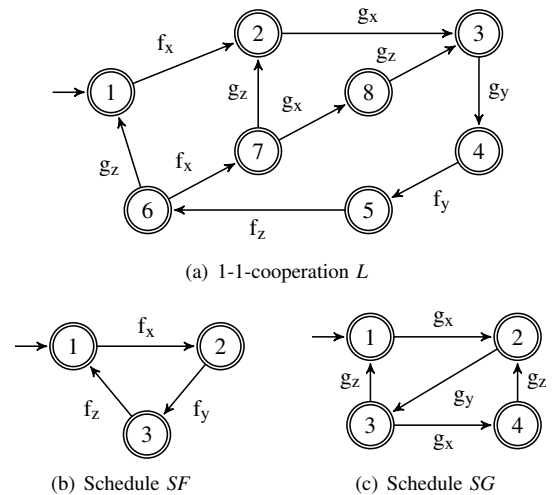 f_x
g_x
2
3
1
8
g_z
g_z
g_x
g_y
7
4
g_z
f_x
6
5
f_y
f_z
(a) 1-1-cooperation L
1
f_x
2
f_z
f_y
3
(b) Schedule SF
1
g_x
2
g_z
g_y
g_z
3
g_x
4
(c) Schedule SG